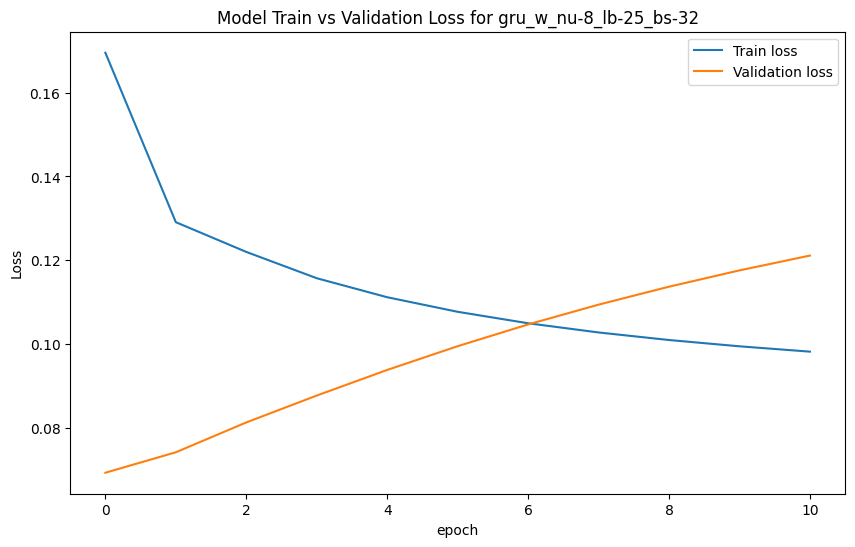 Model Train vs Validation Loss for gru_w_nu-8_lb-25_bs-32
Train loss
Validation loss
Loss
0.16
0.14
0.12
0.10
0.08
0 2 4 6 8 10
epoch